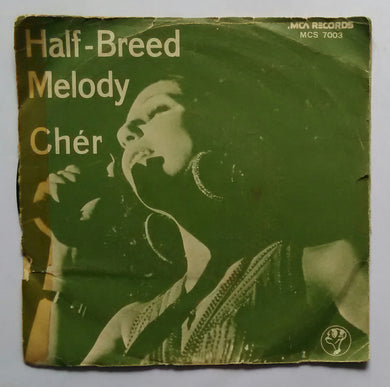 Half-Breed
MCA RECORDS
MCS 7003
Melody
Chér